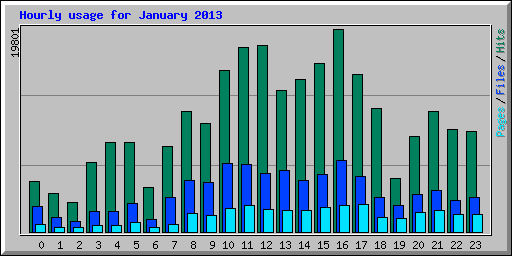 Hourly usage for January 2013
19801
Pages/Files/Hits
0 1 2 3 4 5 6 7 8 9 10 11 12 13 14 15 16 17 18 19 20 21 22 23